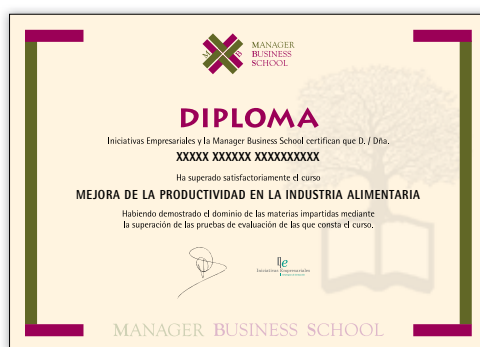 M B S
MANAGER
BUSINESS
SCHOOL
DIPLOMA
Iniciativas Empresariales y la Manager Business School certifican que D. / Dña.
XXXXX XXXXXX XXXXXXXXXX
Ha superado satisfactoriamente el curso
MEJORA DE LA PRODUCTIVIDAD EN LA INDUSTRIA ALIMENTARIA
Habiendo demostrado el dominio de las materias impartidas mediante
la superación de las pruebas de evaluación de las que consta el curso.
Iniciativas Empresariales
MANAGER BUSINESS SCHOOL